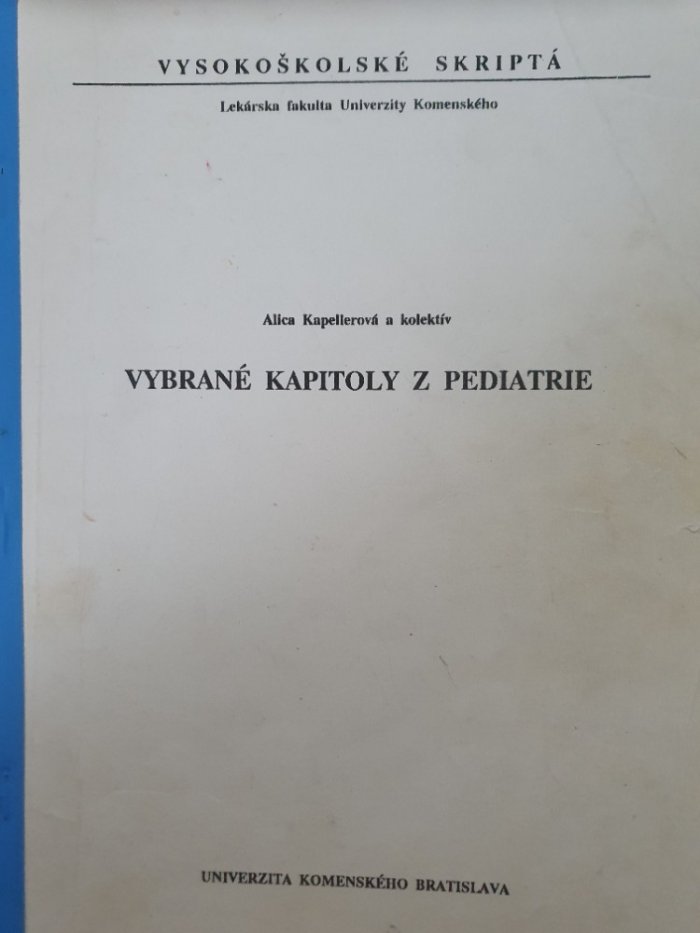 VYSOKOŠKOLSKÉ SKRIPTÁ
Lekárska fakulta Univerzity Komenského
Alica Kapellerová a kolektív
VYBRANÉ KAPITOLY Z PEDIATRIE
UNIVERZITA KOMENSKÉHO BRATISLAVA